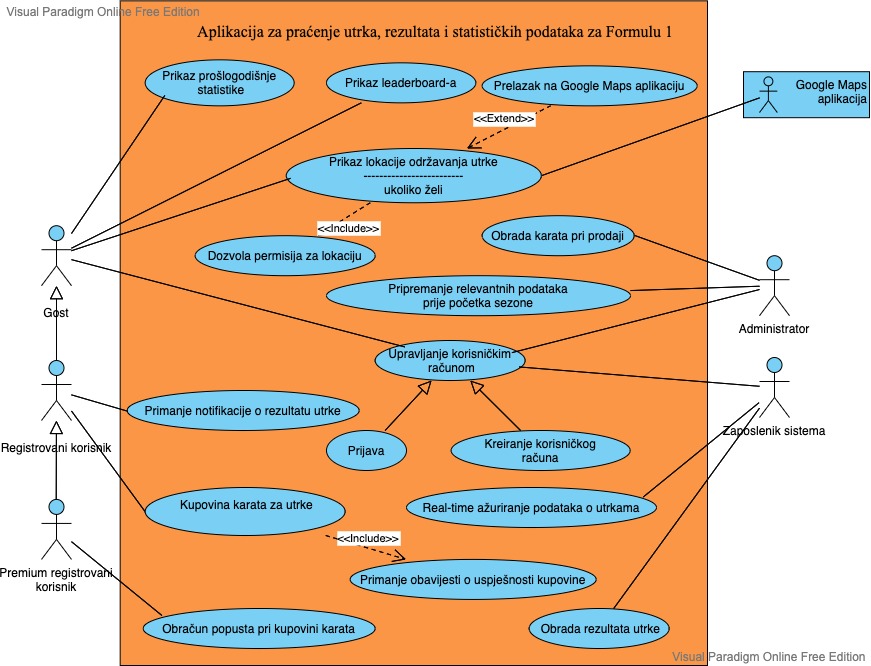 Visual Paradigm Online Free Edition
Aplikacija za praćenje utrka, rezultata i statističkih podataka za Formulu 1
Prikaz prošlogodišnje
statistike
Prikaz leaderboard-a
Prelazak na Google Maps aplikaciju
Google Maps
aplikacija
<<Extend>>
Prikaz lokacije održavanja utrke
-------------------------
ukoliko želi
<<Include>>
Dozvola permisija za lokaciju
Obrada karata pri prodaji
Gost
Pripremanje relevantnih podataka
prije početka sezone
Administrator
Upravljanje korisničkim
računom
Primanje notifikacije o rezultatu utrke
Registrovani korisnik
Prijava
Kreiranje korisničkog
računa
Zaposlenik sistema
Kupovina karata za utrke
Real-time ažuriranje podataka o utrkama
<<Include>>
Primanje obavijesti o uspješnosti kupovine
Premium registrovani
korisnik
Obračun popusta pri kupovini karata
Obrada rezultata utrke
Visual Paradigm Online Free Edition